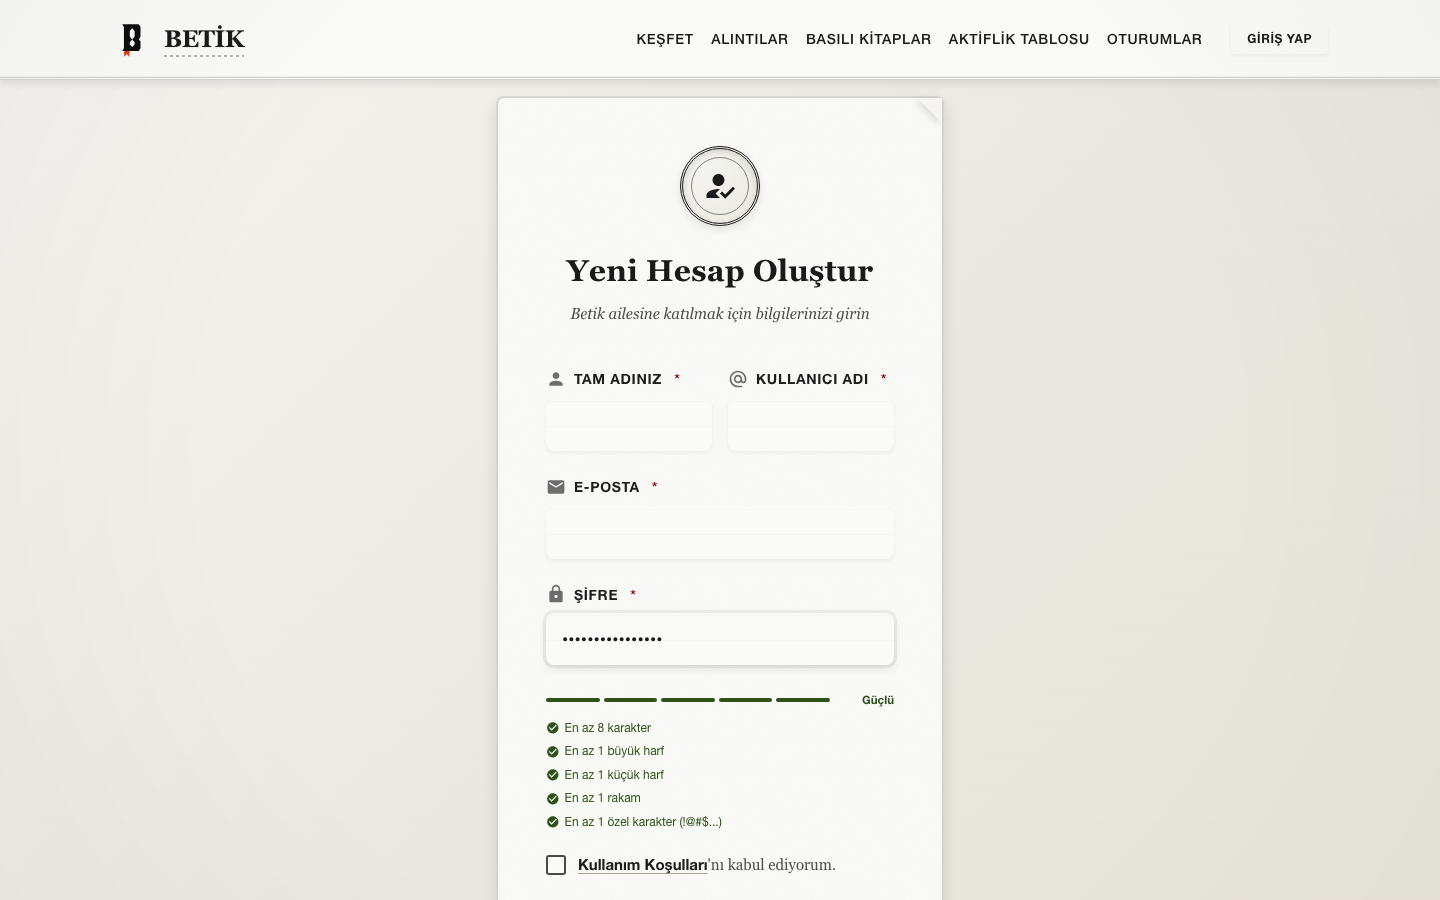 BETİK
KEŞFET ALINTILAR BASILI KİTAPLAR AKTİFLİK TABLOSU OTURUMLAR GİRİŞ YAP
Yeni Hesap Oluştur
Betik ailesine katılmak için bilgilerinizi girin
TAM ADINIZ * KULLANICI ADI *
E-POSTA *
ŞİFRE *
••••••••••••••••
Güçlü
En az 8 karakter
En az 1 büyük harf
En az 1 küçük harf
En az 1 rakam
En az 1 özel karakter (!@#$...)
Kullanım Koşulları'nı kabul ediyorum.